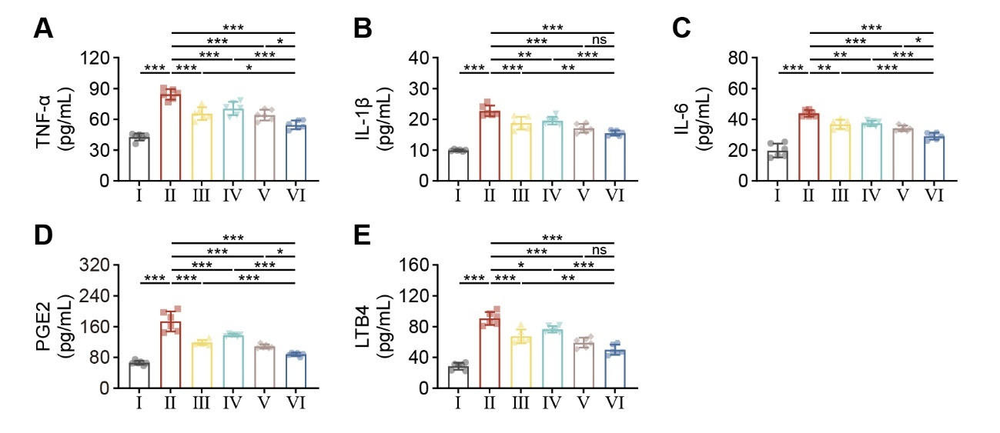 A
***
***
*
***
***
***
***
*
TNF-α
(pg/mL)
120
90
60
30
0
I
II
III
IV
V
VI
B
***
***
ns
**
***
***
***
**
IL-1β
(pg/mL)
40
30
20
10
0
I
II
III
IV
V
VI
C
***
***
*
**
***
***
**
***
IL-6
(pg/mL)
80
60
40
20
0
I
II
III
IV
V
VI
D
***
***
*
***
***
***
***
***
PGE2
(pg/mL)
320
240
160
80
0
I
II
III
IV
V
VI
E
***
***
ns
*
***
***
***
**
LTB4
(pg/mL)
160
120
80
40
0
I
II
III
IV
V
VI